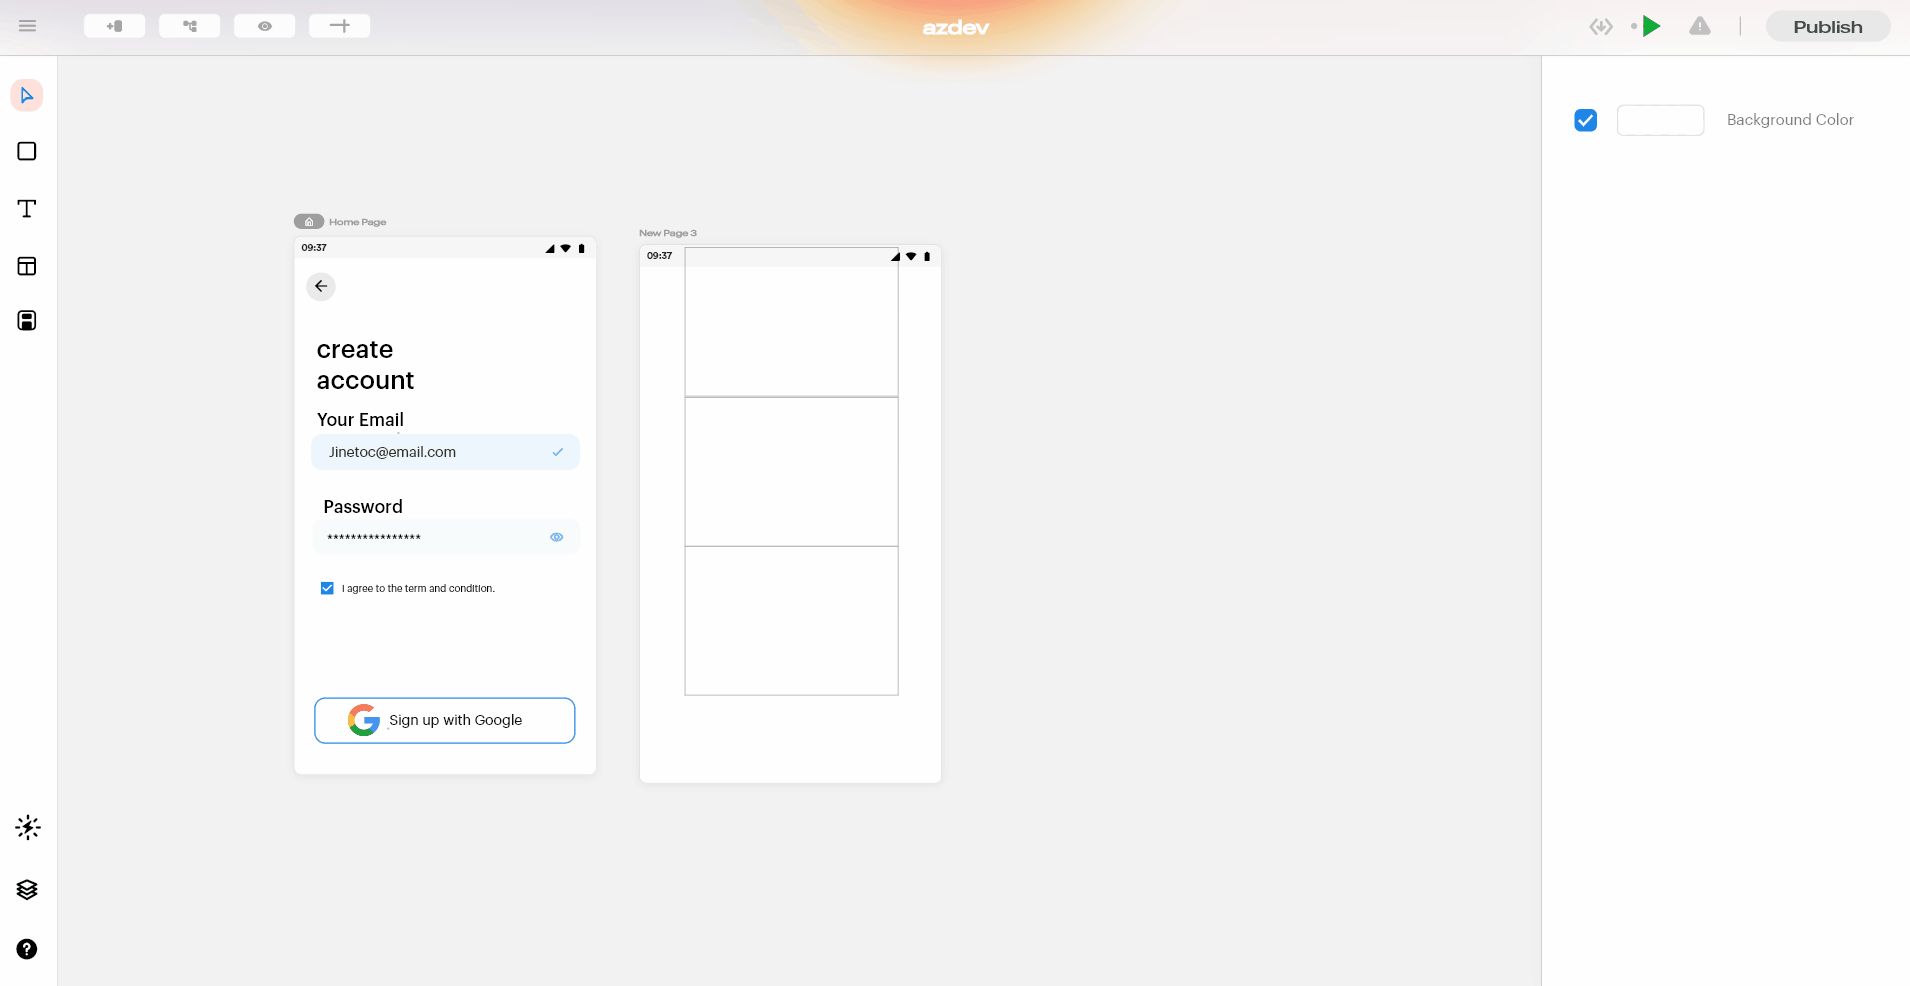 azdev
Publish
Background Color
Home Page
09:37
create
account
Your Email
Jinetoc@email.com
Password
****************
I agree to the term and condition.
Sign up with Google
New Page 3
09:37